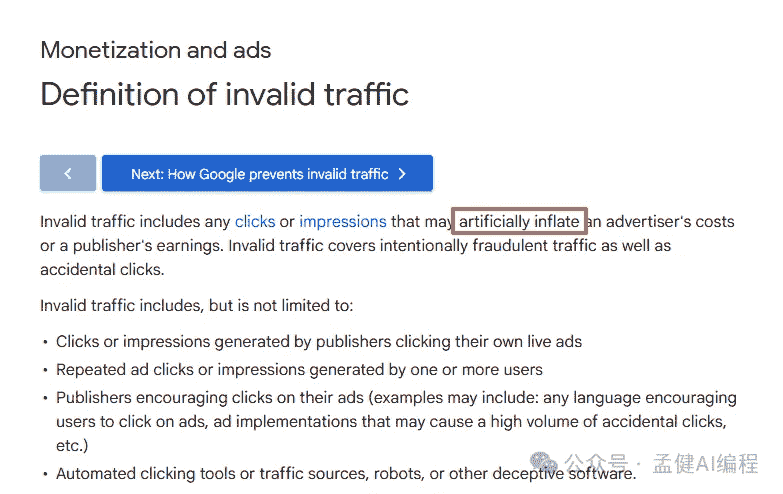 Monetization and ads
Definition of invalid traffic
Next: How Google prevents invalid traffic
Invalid traffic includes any clicks or impressions that may artificially inflate an advertiser's costs
or a publisher's earnings. Invalid traffic covers intentionally fraudulent traffic as well as
accidental clicks.
Invalid traffic includes, but is not limited to:
• Clicks or impressions generated by publishers clicking their own live ads
• Repeated ad clicks or impressions generated by one or more users
• Publishers encouraging clicks on their ads (examples may include: any language encouraging
users to click on ads, ad implementations that may cause a high volume of accidental clicks,
etc.)
• Automated clicking tools or traffic sources, robots, or other deceptive software.
公众号 · 孟健AI编程